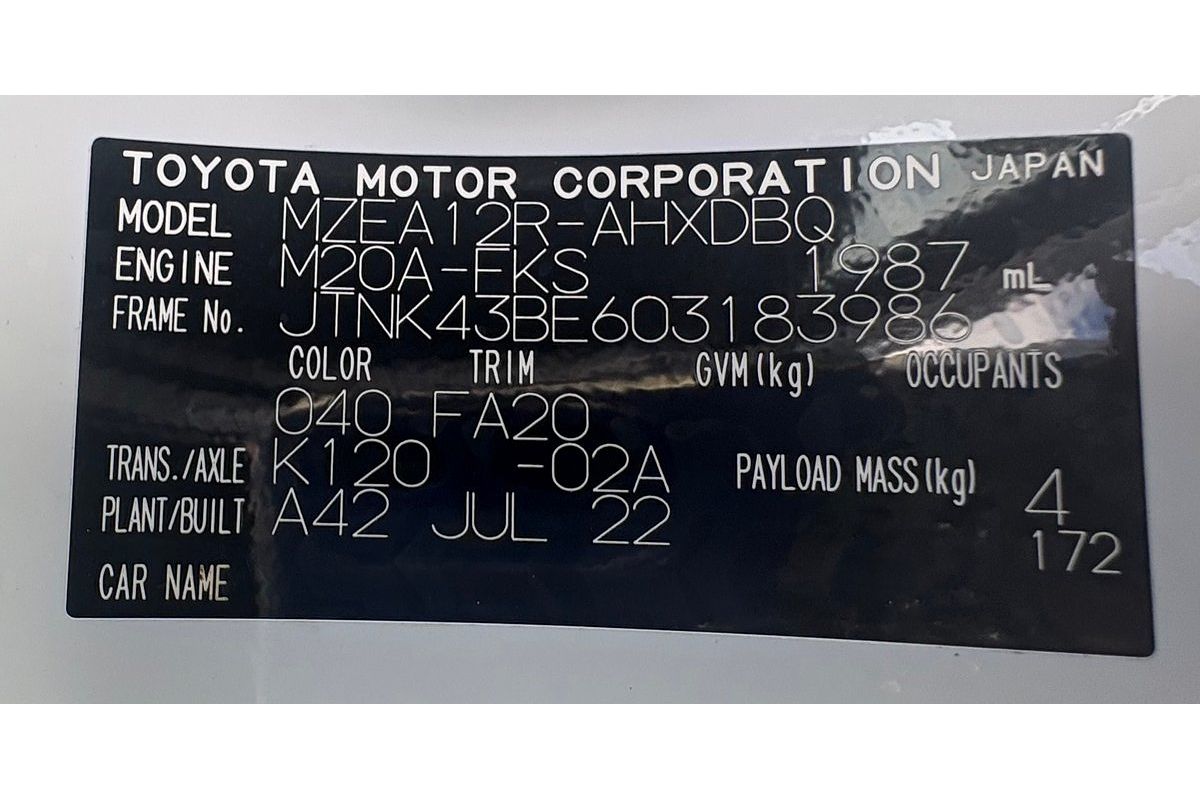 TOYOTA MOTOR CORPORATION JAPAN
MODEL MZEA12R-AHXDBQ
ENGINE M20A-FKS 1987 mL
FRAME No. JTNK43BE603183986
COLOR TRIM GVM(kg) OCCUPANTS
040 FA20
TRANS./AXLE K120 -02A PAYLOAD MASS(kg) 4
PLANT/BUILT A42 JUL 22 172
CAR NAME